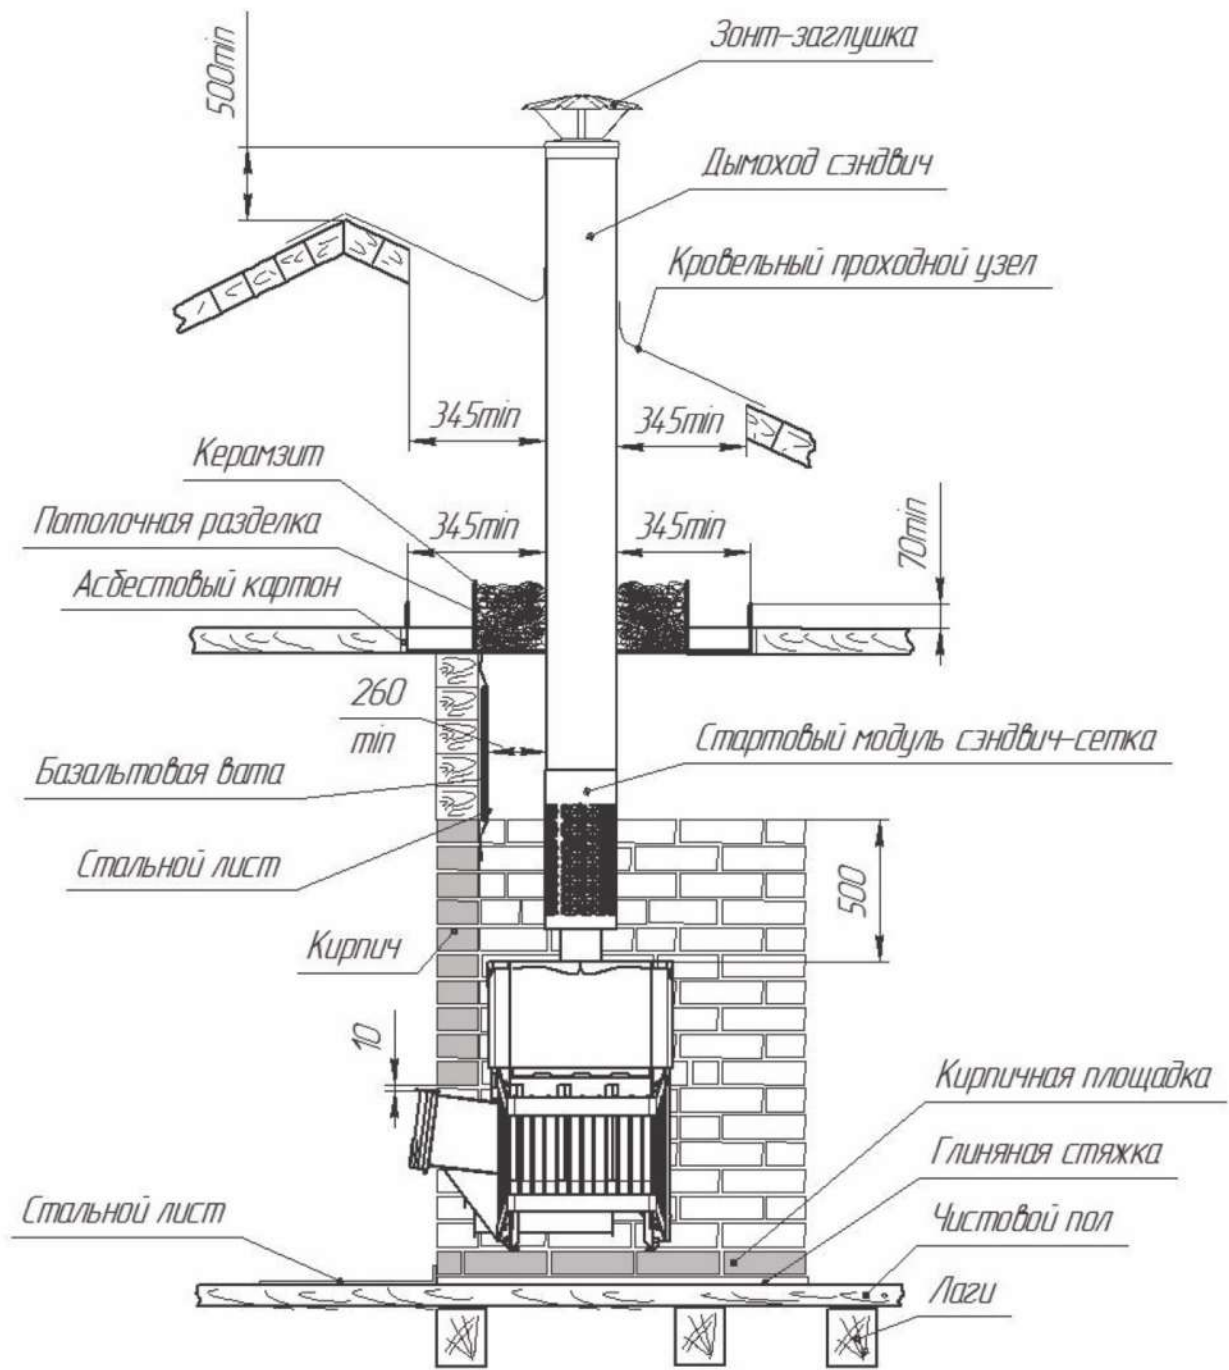 Зонт-заглушка
500min
Дымоход сэндвич
Кровельный проходной узел
345min
345min
Керамзит
Потолочная разделка
345min
345min
70min
Асбестовый картон
260
min
Стартовый модуль сэндвич-сетка
Базальтовая вата
Стальной лист
500
Кирпич
10
Кирпичная площадка
Глиняная стяжка
Стальной лист
Чистовой пол
Лаги